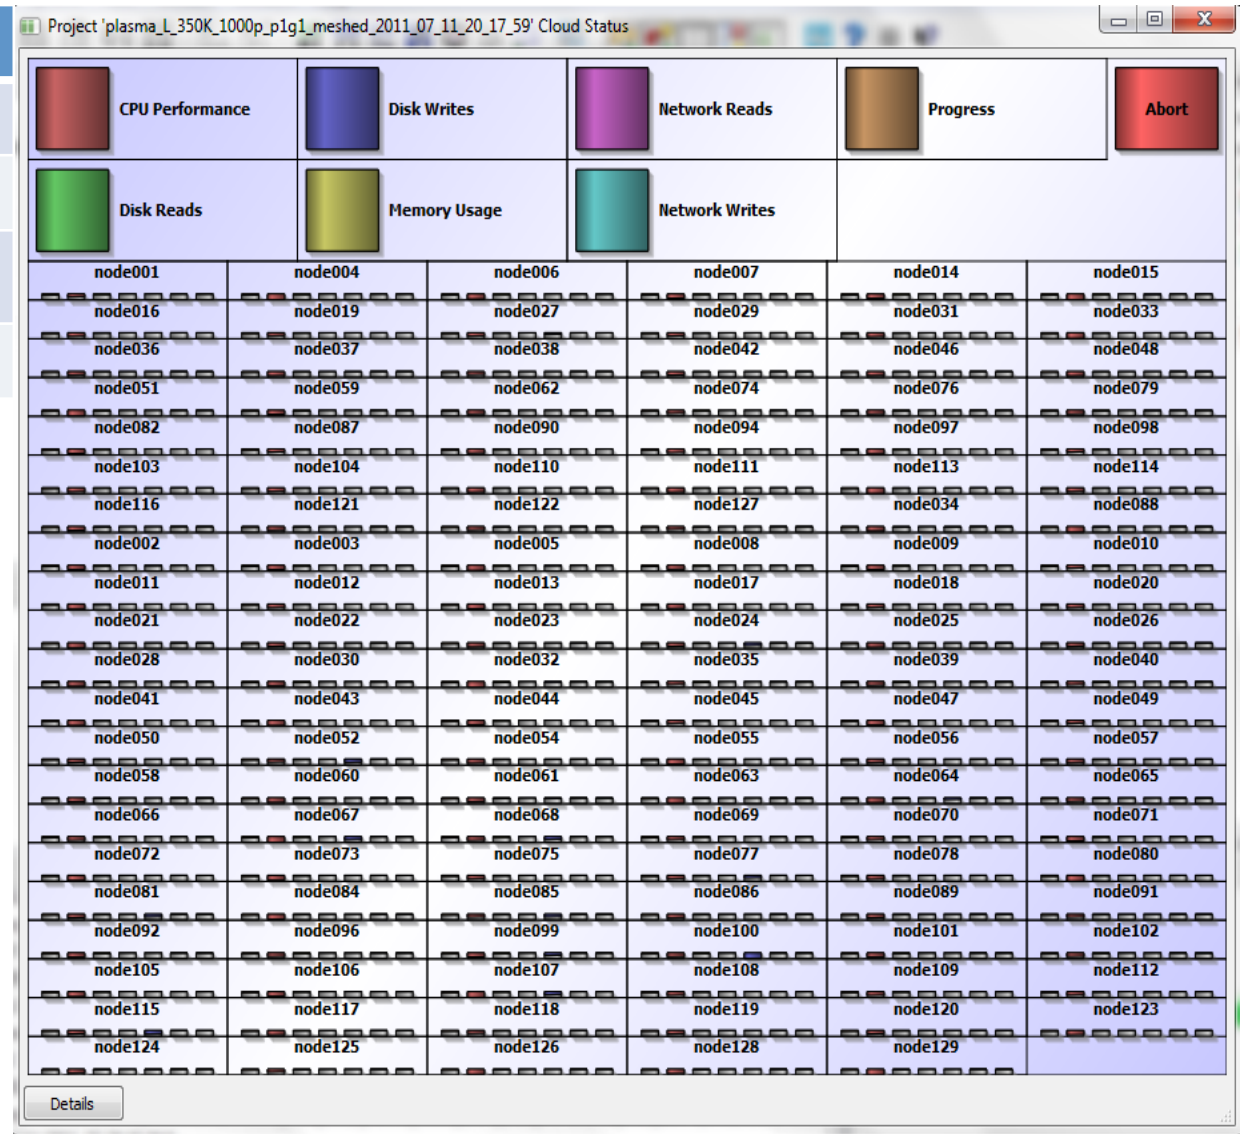 Project 'plasma_L_350K_1000p_p1g1_meshed_2011_07_11_20_17_59' Cloud Status
CPU Performance Disk Writes Network Reads Progress Abort
Disk Reads Memory Usage Network Writes
node001 node004 node006 node007 node014 node015
node016 node019 node027 node029 node031 node033
node036 node037 node038 node042 node046 node048
node051 node059 node062 node074 node076 node079
node082 node087 node090 node094 node097 node098
node103 node104 node110 node111 node113 node114
node116 node121 node122 node127 node034 node088
node002 node003 node005 node008 node009 node010
node011 node012 node013 node017 node018 node020
node021 node022 node023 node024 node025 node026
node028 node030 node032 node035 node039 node040
node041 node043 node044 node045 node047 node049
node050 node052 node054 node055 node056 node057
node058 node060 node061 node063 node064 node065
node066 node067 node068 node069 node070 node071
node072 node073 node075 node077 node078 node080
node081 node084 node085 node086 node089 node091
node092 node096 node099 node100 node101 node102
node105 node106 node107 node108 node109 node112
node115 node117 node118 node119 node120 node123
node124 node125 node126 node128 node129
Details